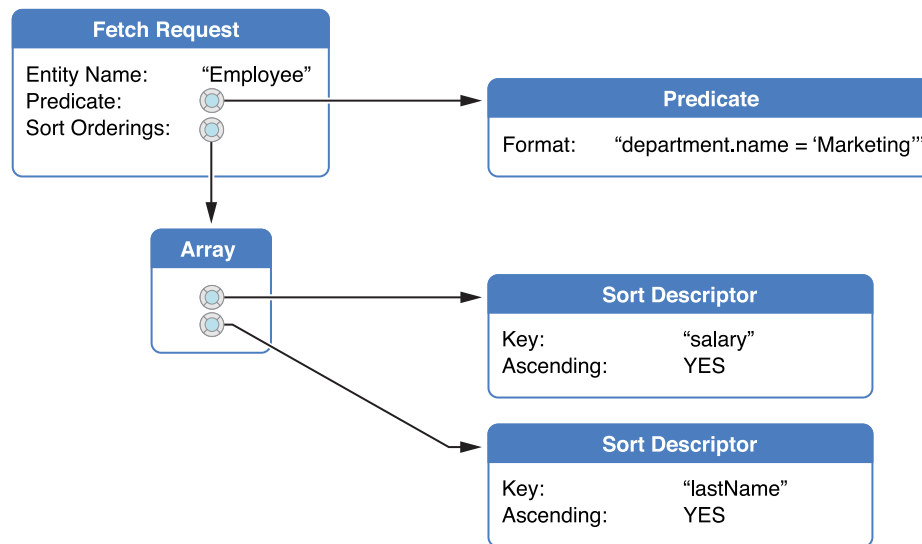 Fetch Request
Entity Name: “Employee”
Predicate:
Sort Orderings:
Predicate
Format: “department.name = ‘Marketing’”
Array
Sort Descriptor
Key: “salary”
Ascending: YES
Sort Descriptor
Key: “lastName”
Ascending: YES